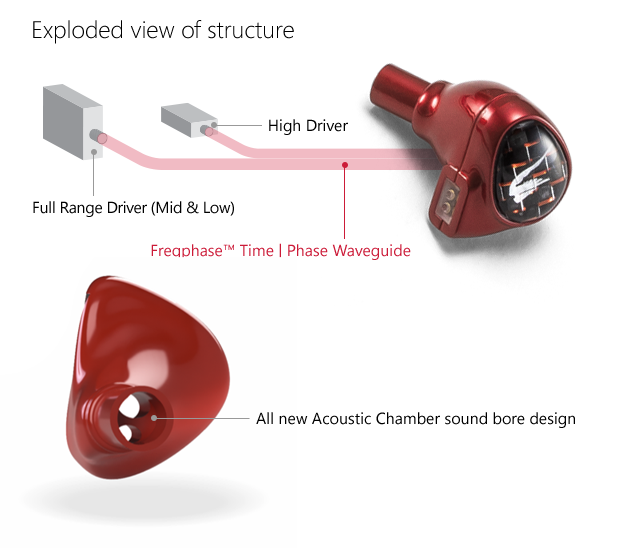 Exploded view of structure
High Driver
Full Range Driver (Mid & Low)
Freqphase™ Time | Phase Waveguide
All new Acoustic Chamber sound bore design